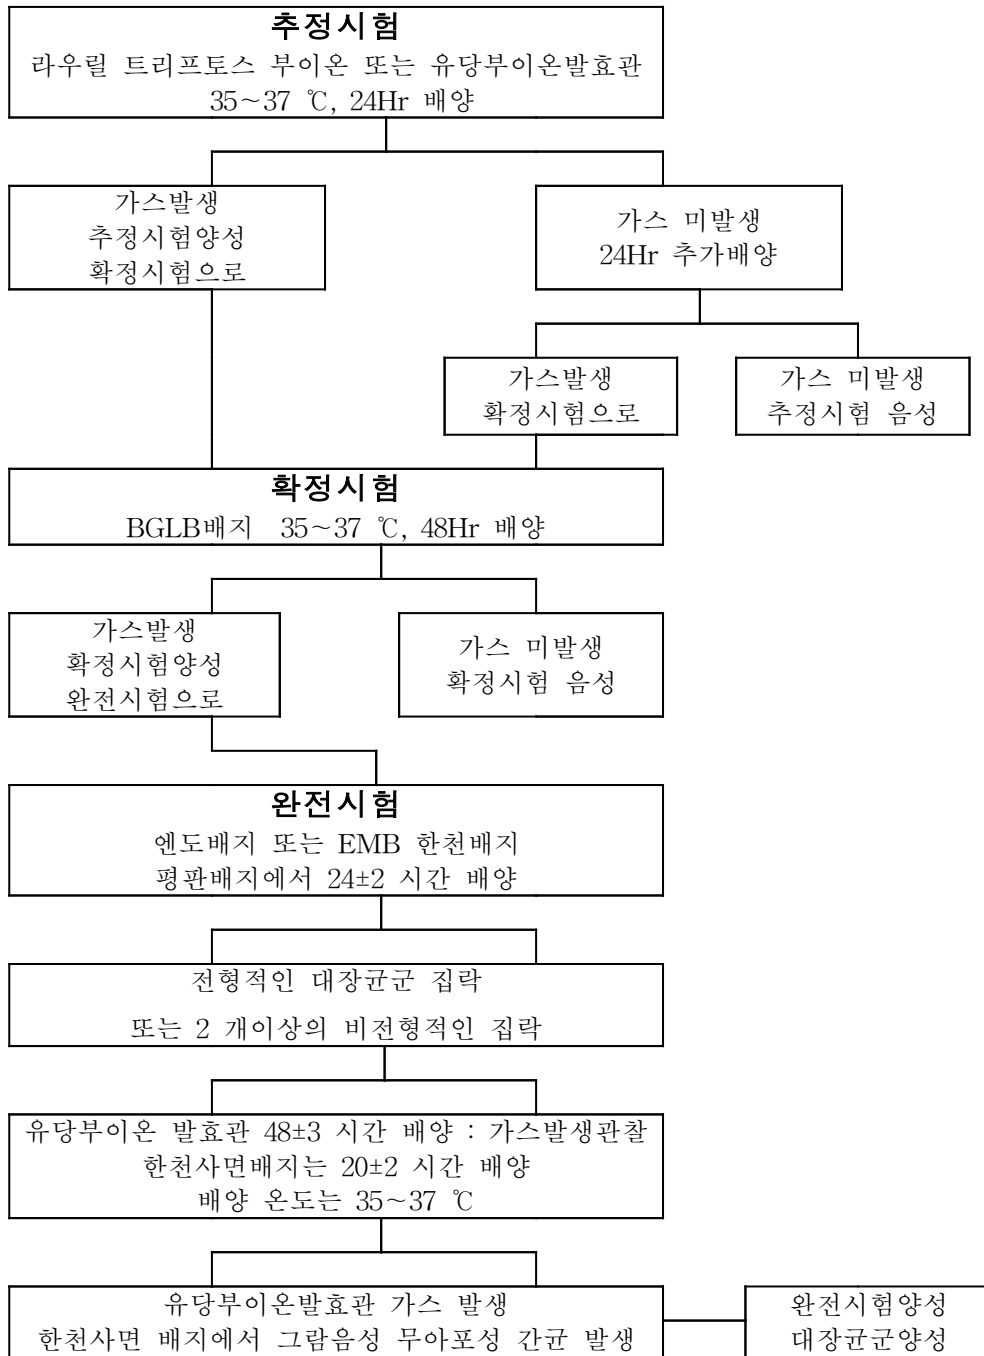 추정시험
라우릴 트리프토스 부이온 또는 유당부이온발효관
35~37 ℃, 24Hr 배양
가스발생
추정시험양성
확정시험으로
가스 미발생
24Hr 추가배양
가스발생
확정시험으로
가스 미발생
추정시험 음성
확정시험
BGLB배지 35~37 ℃, 48Hr 배양
가스발생
확정시험양성
완전시험으로
가스 미발생
확정시험 음성
완전시험
엔도배지 또는 EMB 한천배지
평판배지에서 24±2 시간 배양
전형적인 대장균군 집락
또는 2 개이상의 비전형적인 집락
유당부이온 발효관 48±3 시간 배양 : 가스발생관찰
한천사면배지는 20±2 시간 배양
배양 온도는 35~37 ℃
유당부이온발효관 가스 발생
한천사면 배지에서 그람음성 무아포성 간균 발생
완전시험양성
대장균군양성